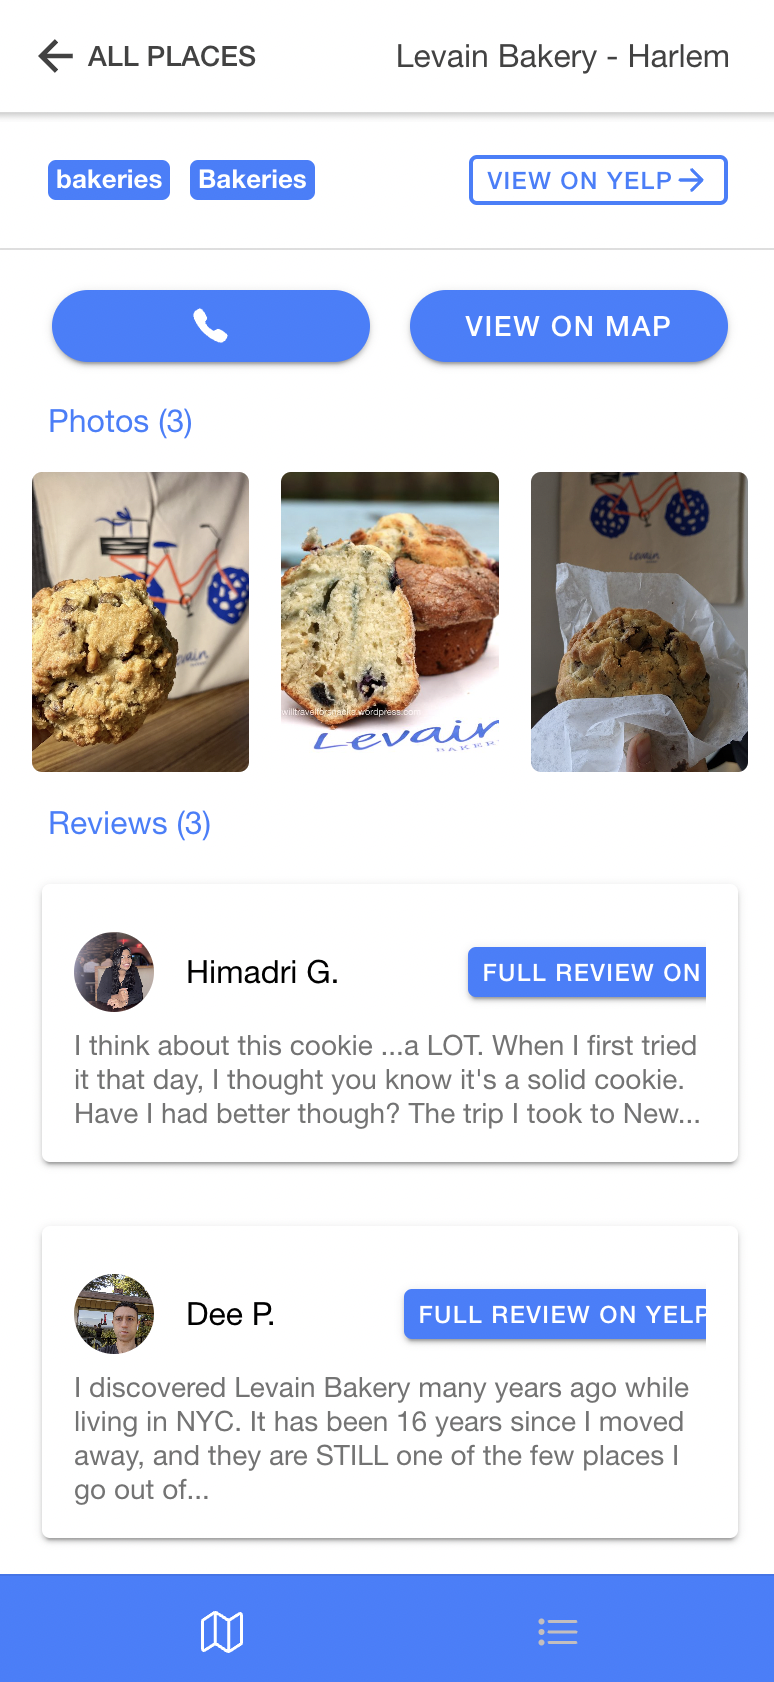 ALL PLACES
Levain Bakery - Harlem
bakeries
Bakeries
VIEW ON YELP
VIEW ON MAP
Photos (3)
levain
willtravelforsnacks.wordpress.com
Levain
BAKER
Reviews (3)
Himadri G.
FULL REVIEW ON
I think about this cookie ...a LOT. When I first tried
it that day, I thought you know it's a solid cookie.
Have I had better though? The trip I took to New...
Dee P.
FULL REVIEW ON YELP
I discovered Levain Bakery many years ago while
living in NYC. It has been 16 years since I moved
away, and they are STILL one of the few places I
go out of...